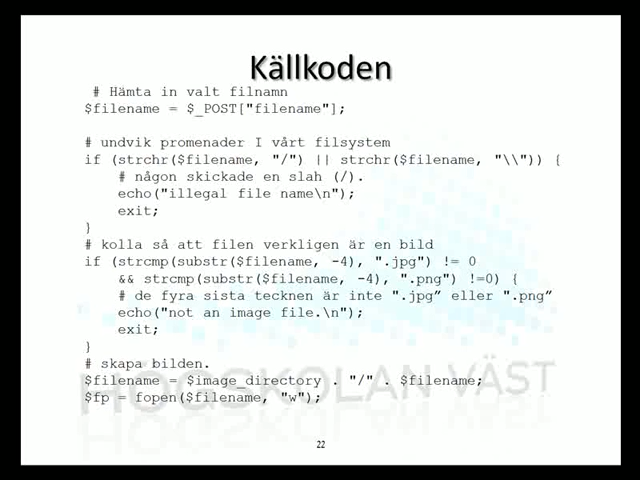 Källkoden
# Hämta in valt filnamn
$filename = $_POST["filename"];
# undvik promenader I vårt filsystem
if (strchr($filename, "/") || strchr($filename, "\\")) {
# någon skickade en slah (/).
echo("illegal file name\n");
exit;
}
# kolla så att filen verkligen är en bild
if (strcmp(substr($filename, -4), ".jpg") != 0
&& strcmp(substr($filename, -4), ".png") !=0) {
# de fyra sista tecknen är inte ".jpg” eller ".png”
echo("not an image file.\n");
exit;
}
# skapa bilden.
$filename = $image_directory . "/" . $filename;
$fp = fopen($filename, "w");
HÖGSKOLAN VÄST
22